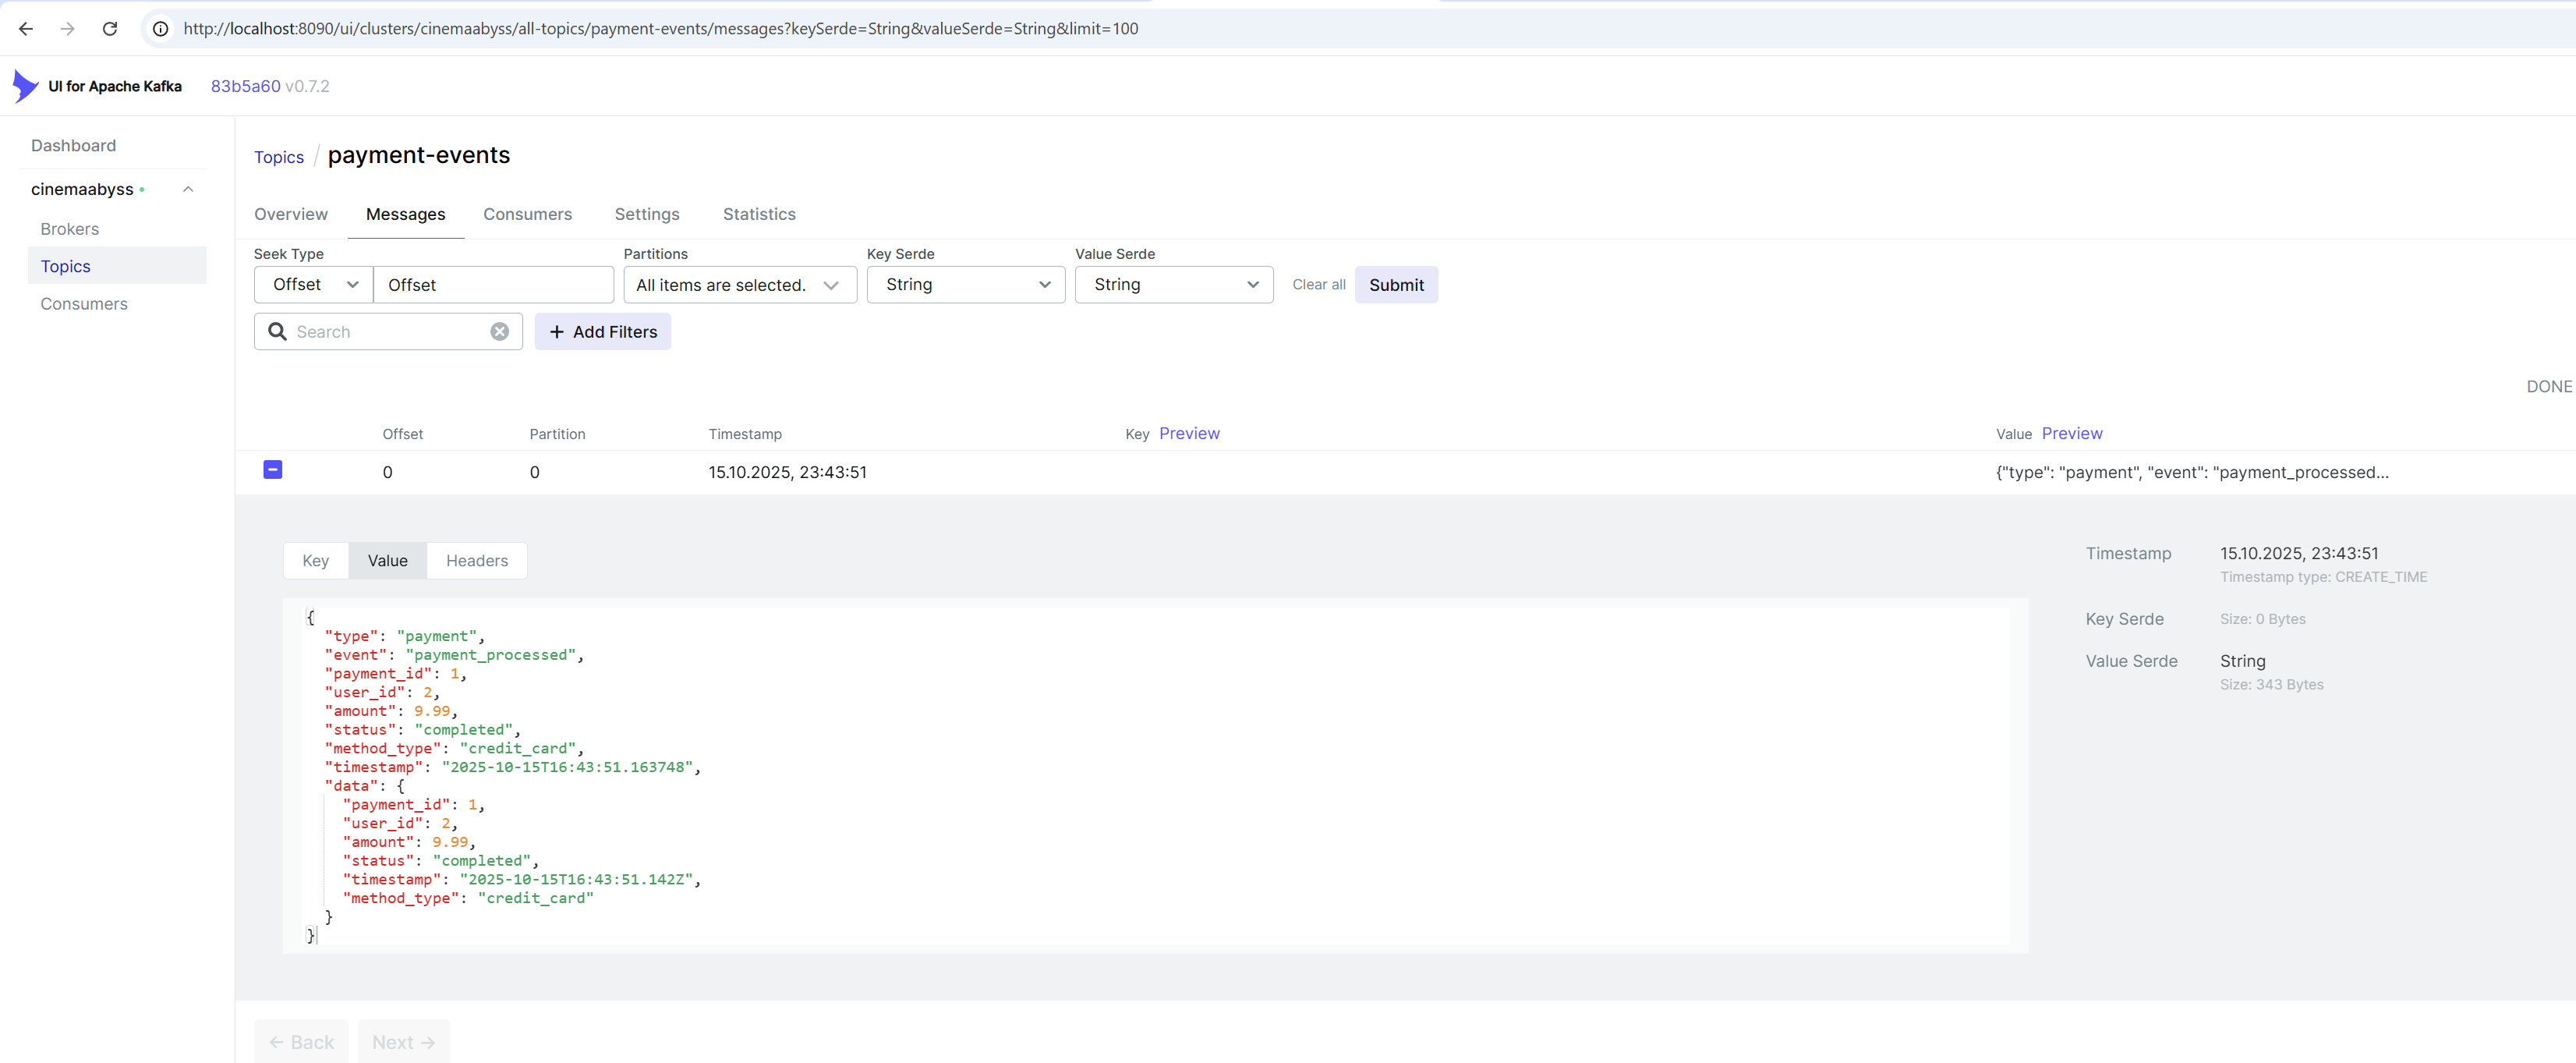 http://localhost:8090/ui/clusters/cinemaabyss/all-topics/payment-events/messages?keySerde=String&valueSerde=String&limit=100
UI for Apache Kafka 83b5a60 v0.7.2
Dashboard
cinemaabyss
Brokers
Topics
Consumers
Topics / payment-events
Overview Messages Consumers Settings Statistics
Seek Type Partitions Key Serde Value Serde
Offset Offset All items are selected. String String Clear all Submit
Search Add Filters
DONE
Offset Partition Timestamp Key Preview Value Preview
0 0 15.10.2025, 23:43:51 {"type": "payment", "event": "payment_processed...
Key Value Headers
{
"type": "payment",
"event": "payment_processed",
"payment_id": 1,
"user_id": 2,
"amount": 9.99,
"status": "completed",
"method_type": "credit_card",
"timestamp": "2025-10-15T16:43:51.163748",
"data": {
"payment_id": 1,
"user_id": 2,
"amount": 9.99,
"status": "completed",
"timestamp": "2025-10-15T16:43:51.142Z",
"method_type": "credit_card"
}
}
Timestamp 15.10.2025, 23:43:51
Timestamp type: CREATE_TIME
Key Serde Size: 0 Bytes
Value Serde String
Size: 343 Bytes
← Back Next →